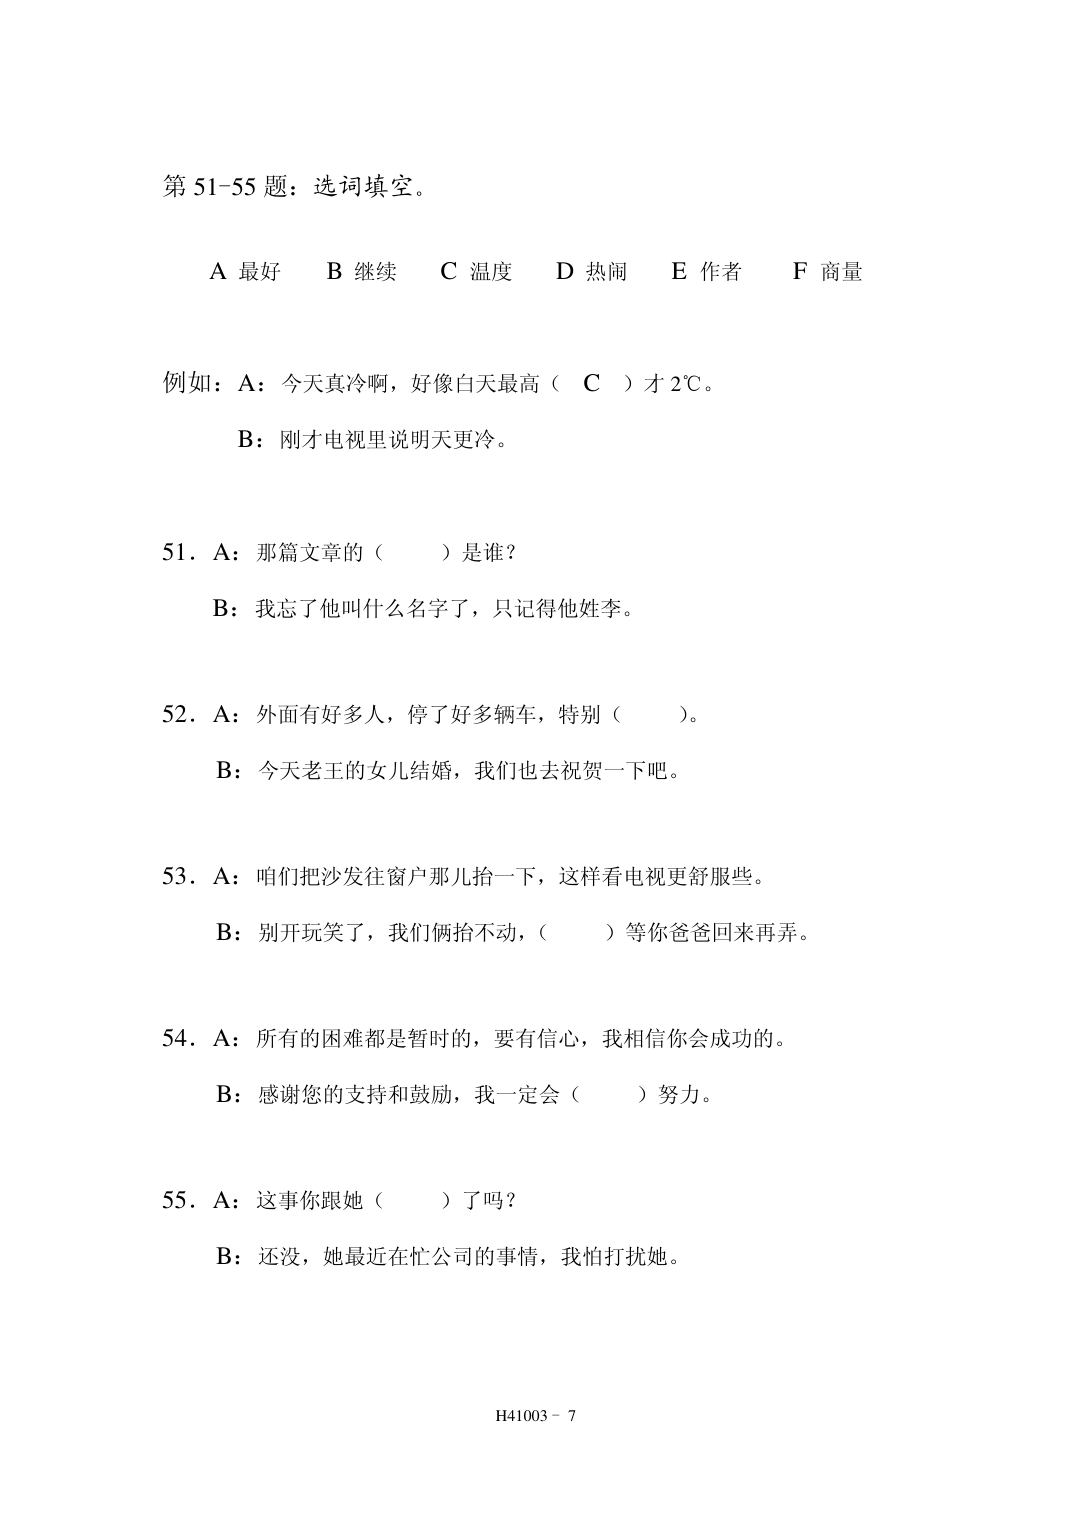 第 51-55 题：选词填空。
A 最好 B 继续 C 温度 D 热闹 E 作者 F 商量
例如：A：今天真冷啊，好像白天最高（ C ）才 2℃。
B：刚才电视里说明天更冷。
51．A：那篇文章的（ ）是谁？
B：我忘了他叫什么名字了，只记得他姓李。
52．A：外面有好多人，停了好多辆车，特别（ ）。
B：今天老王的女儿结婚，我们也去祝贺一下吧。
53．A：咱们把沙发往窗户那儿抬一下，这样看电视更舒服些。
B：别开玩笑了，我们俩抬不动，（ ）等你爸爸回来再弄。
54．A：所有的困难都是暂时的，要有信心，我相信你会成功的。
B：感谢您的支持和鼓励，我一定会（ ）努力。
55．A：这事你跟她（ ）了吗？
B：还没，她最近在忙公司的事情，我怕打扰她。
H41003 - 7